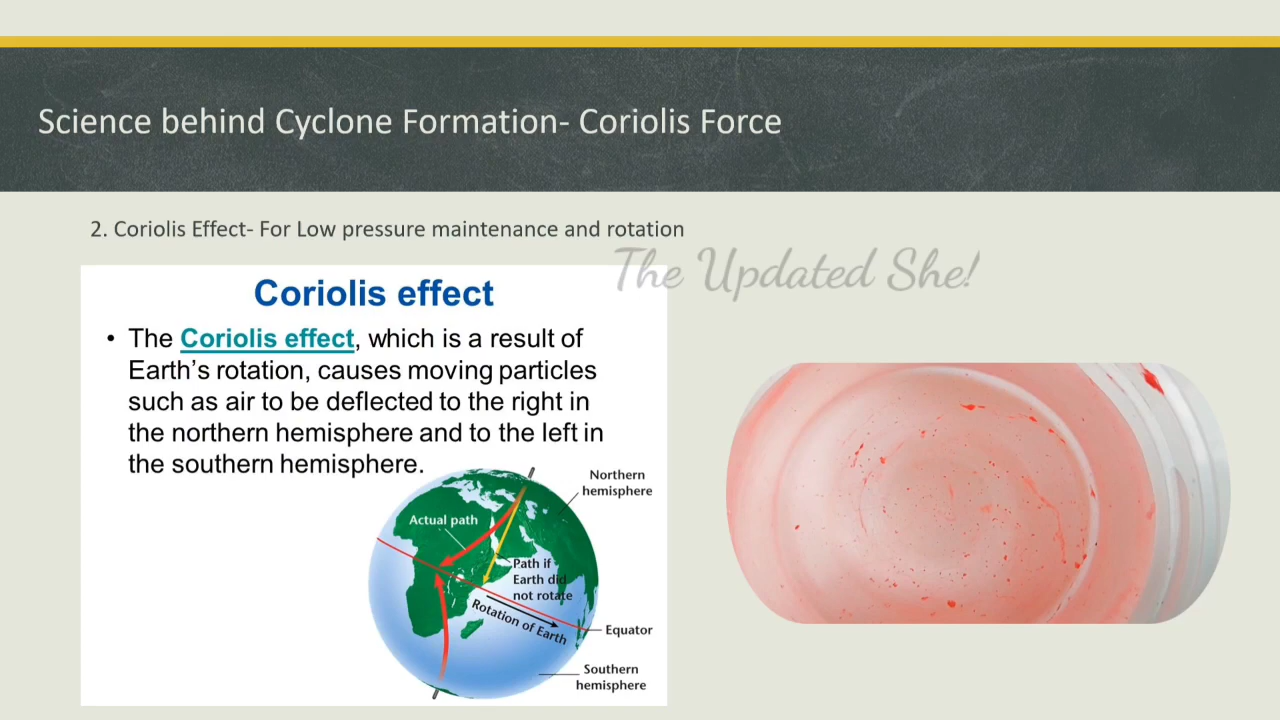 Science behind Cyclone Formation- Coriolis Force
2. Coriolis Effect- For Low pressure maintenance and rotation
The Updated She!
Coriolis effect
• The Coriolis effect, which is a result of
Earth's rotation, causes moving particles
such as air to be deflected to the right in
the northern hemisphere and to the left in
the southern hemisphere.
Northern
hemisphere
Actual path
Path if
Earth did
not rotate
Rotation of Earth
Equator
Southern
hemisphere